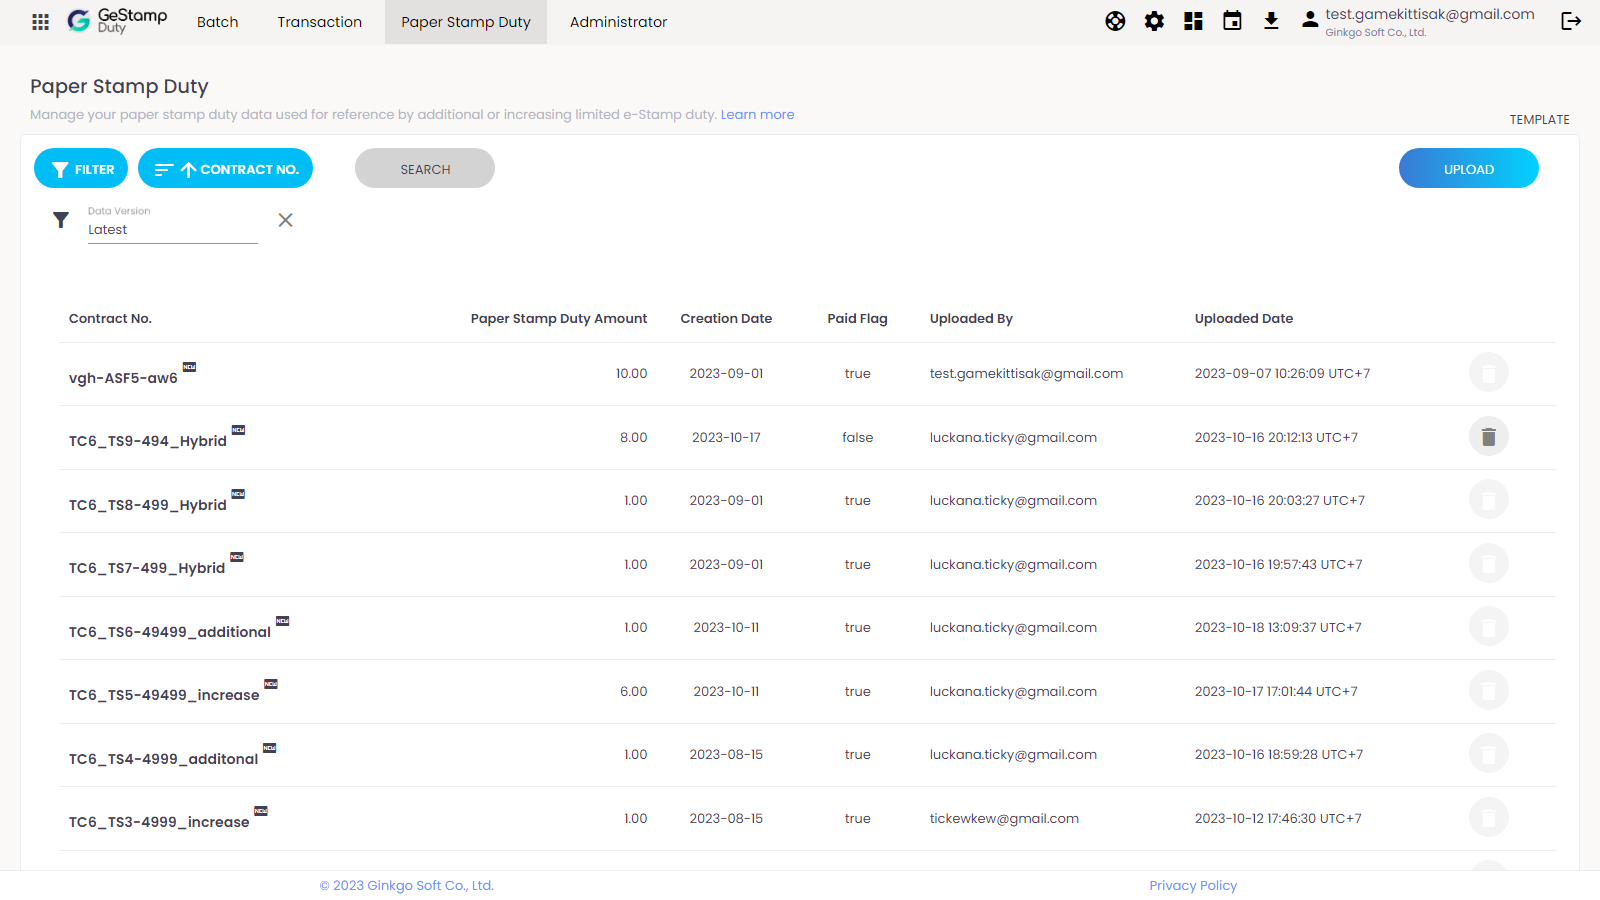 GeStamp
Duty
Batch
Transaction
Paper Stamp Duty
Administrator
test.gamekittisak@gmail.com
Ginkgo Soft Co., Ltd.
Paper Stamp Duty
Manage your paper stamp duty data used for reference by additional or increasing limited e-Stamp duty. Learn more
TEMPLATE
FILTER
CONTRACT NO.
SEARCH
UPLOAD
Data Version
Latest
Contract No. Paper Stamp Duty Amount Creation Date Paid Flag Uploaded By Uploaded Date
vgh-ASF5-aw6 NEW 10.00 2023-09-01 true test.gamekittisak@gmail.com 2023-09-07 10:26:09 UTC+7
TC6_TS9-494_Hybrid NEW 8.00 2023-10-17 false luckana.ticky@gmail.com 2023-10-16 20:12:13 UTC+7
TC6_TS8-499_Hybrid NEW 1.00 2023-09-01 true luckana.ticky@gmail.com 2023-10-16 20:03:27 UTC+7
TC6_TS7-499_Hybrid NEW 1.00 2023-09-01 true luckana.ticky@gmail.com 2023-10-16 19:57:43 UTC+7
TC6_TS6-49499_additional NEW 1.00 2023-10-11 true luckana.ticky@gmail.com 2023-10-18 13:09:37 UTC+7
TC6_TS5-49499_increase NEW 6.00 2023-10-11 true luckana.ticky@gmail.com 2023-10-17 17:01:44 UTC+7
TC6_TS4-4999_additonal NEW 1.00 2023-08-15 true luckana.ticky@gmail.com 2023-10-16 18:59:28 UTC+7
TC6_TS3-4999_increase NEW 1.00 2023-08-15 true tickewkew@gmail.com 2023-10-12 17:46:30 UTC+7
© 2023 Ginkgo Soft Co., Ltd.
Privacy Policy